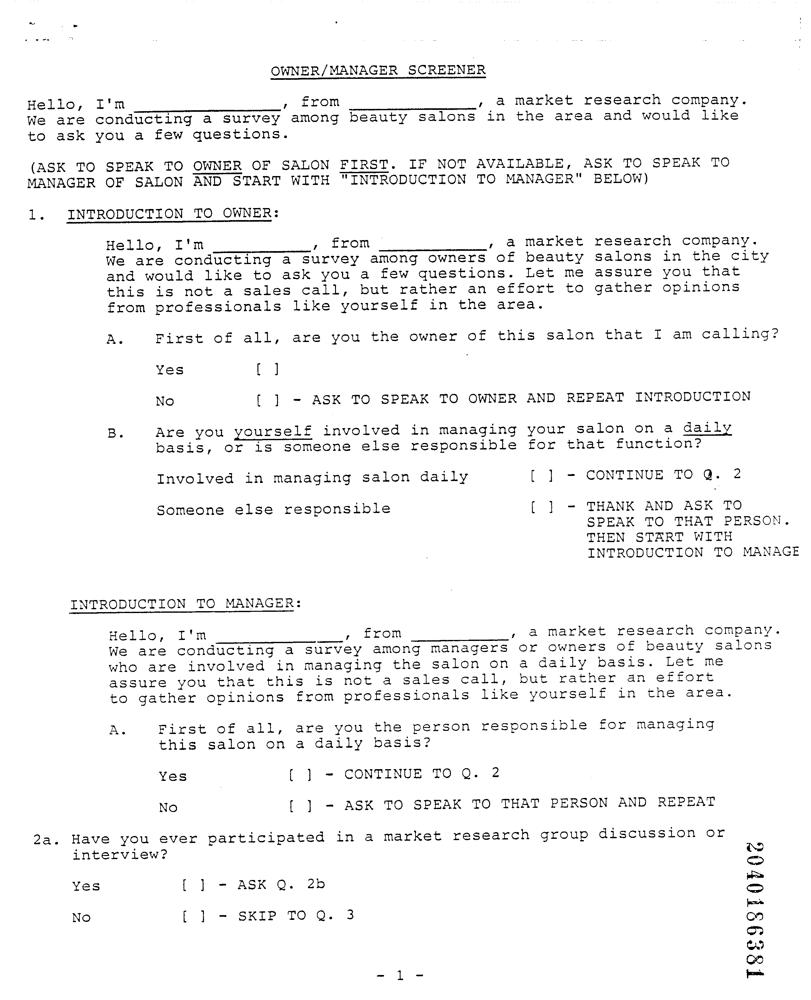 OWNER/MANAGER SCREENER
Hello, I'm _______________, from _____________, a market research company.
We are conducting a survey among beauty salons in the area and would like
to ask you a few questions.
(ASK TO SPEAK TO OWNER OF SALON FIRST. IF NOT AVAILABLE, ASK TO SPEAK TO
MANAGER OF SALON AND START WITH "INTRODUCTION TO MANAGER" BELOW)
1. INTRODUCTION TO OWNER:
Hello, I'm __________, from ___________, a market research company.
We are conducting a survey among owners of beauty salons in the city
and would like to ask you a few questions. Let me assure you that
this is not a sales call, but rather an effort to gather opinions
from professionals like yourself in the area.
A. First of all, are you the owner of this salon that I am calling?
Yes [ ]
No [ ] - ASK TO SPEAK TO OWNER AND REPEAT INTRODUCTION
B. Are you yourself involved in managing your salon on a daily
basis, or is someone else responsible for that function?
Involved in managing salon daily [ ] - CONTINUE TO Q. 2
Someone else responsible [ ] - THANK AND ASK TO
SPEAK TO THAT PERSON.
THEN START WITH
INTRODUCTION TO MANAGE
INTRODUCTION TO MANAGER:
Hello, I'm _____________, from __________, a market research company.
We are conducting a survey among managers or owners of beauty salons
who are involved in managing the salon on a daily basis. Let me
assure you that this is not a sales call, but rather an effort
to gather opinions from professionals like yourself in the area.
A. First of all, are you the person responsible for managing
this salon on a daily basis?
Yes [ ] - CONTINUE TO Q. 2
No [ ] - ASK TO SPEAK TO THAT PERSON AND REPEAT
2a. Have you ever participated in a market research group discussion or
interview?
Yes [ ] - ASK Q. 2b
No [ ] - SKIP TO Q. 3
- 1 -
2040186381